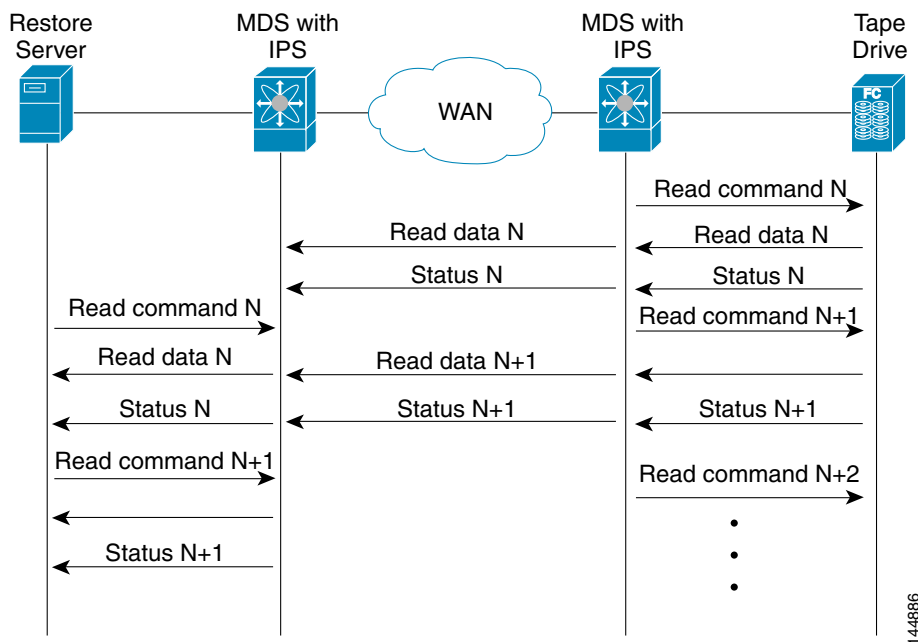 Restore
Server
MDS with
IPS
MDS with
IPS
Tape
Drive
FC
WAN
Read command N
Read data N
Read data N
Status N
Status N
Read command N
Read command N+1
Read data N
Read data N+1
Status N
Status N+1
Status N+1
Read command N+1
Read command N+2
Status N+1
144886